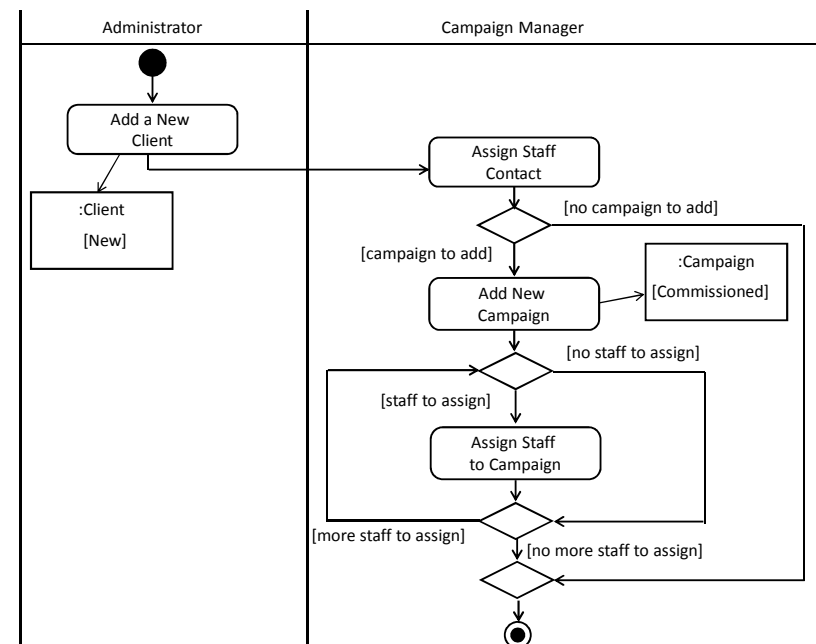 Administrator
Campaign Manager
Add a New
Client
:Client
[New]
Assign Staff
Contact
[no campaign to add]
[campaign to add]
:Campaign
[Commissioned]
Add New
Campaign
[no staff to assign]
[staff to assign]
Assign Staff
to Campaign
[more staff to assign]
[no more staff to assign]